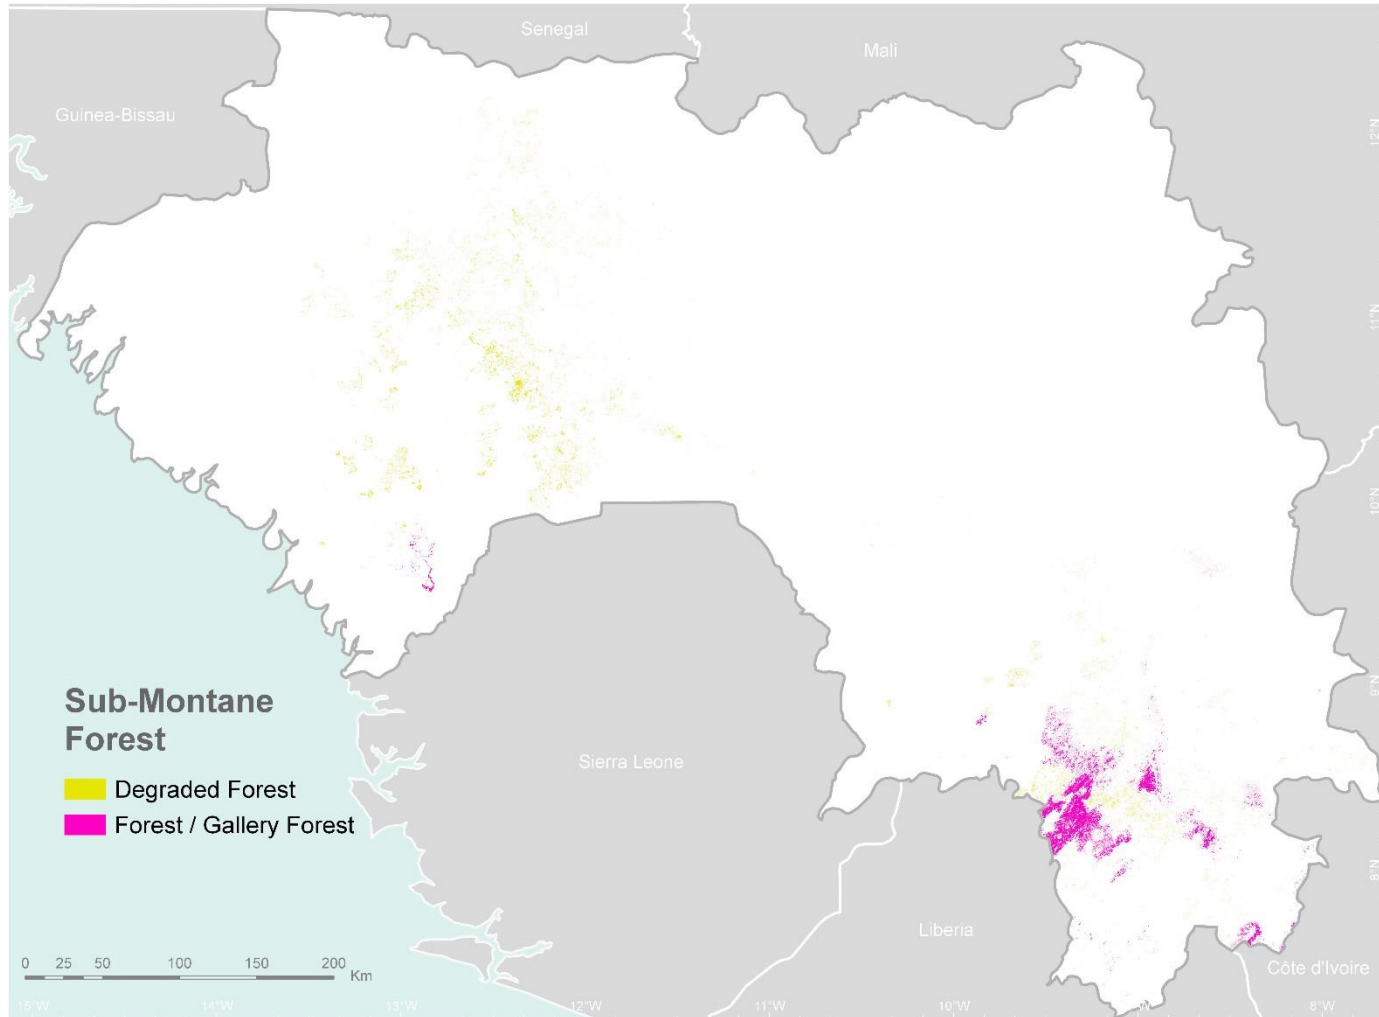 Senegal
Mali
Guinea-Bissau
12°N
11°N
10°N
9°N
Sub-Montane
Forest
Degraded Forest
Forest / Gallery Forest
Sierra Leone
8°N
Liberia
Côte d'Ivoire
0 25 50 100 150 200
Km
15°W 14°W 13°W 12°W 11°W 10°W 8°W